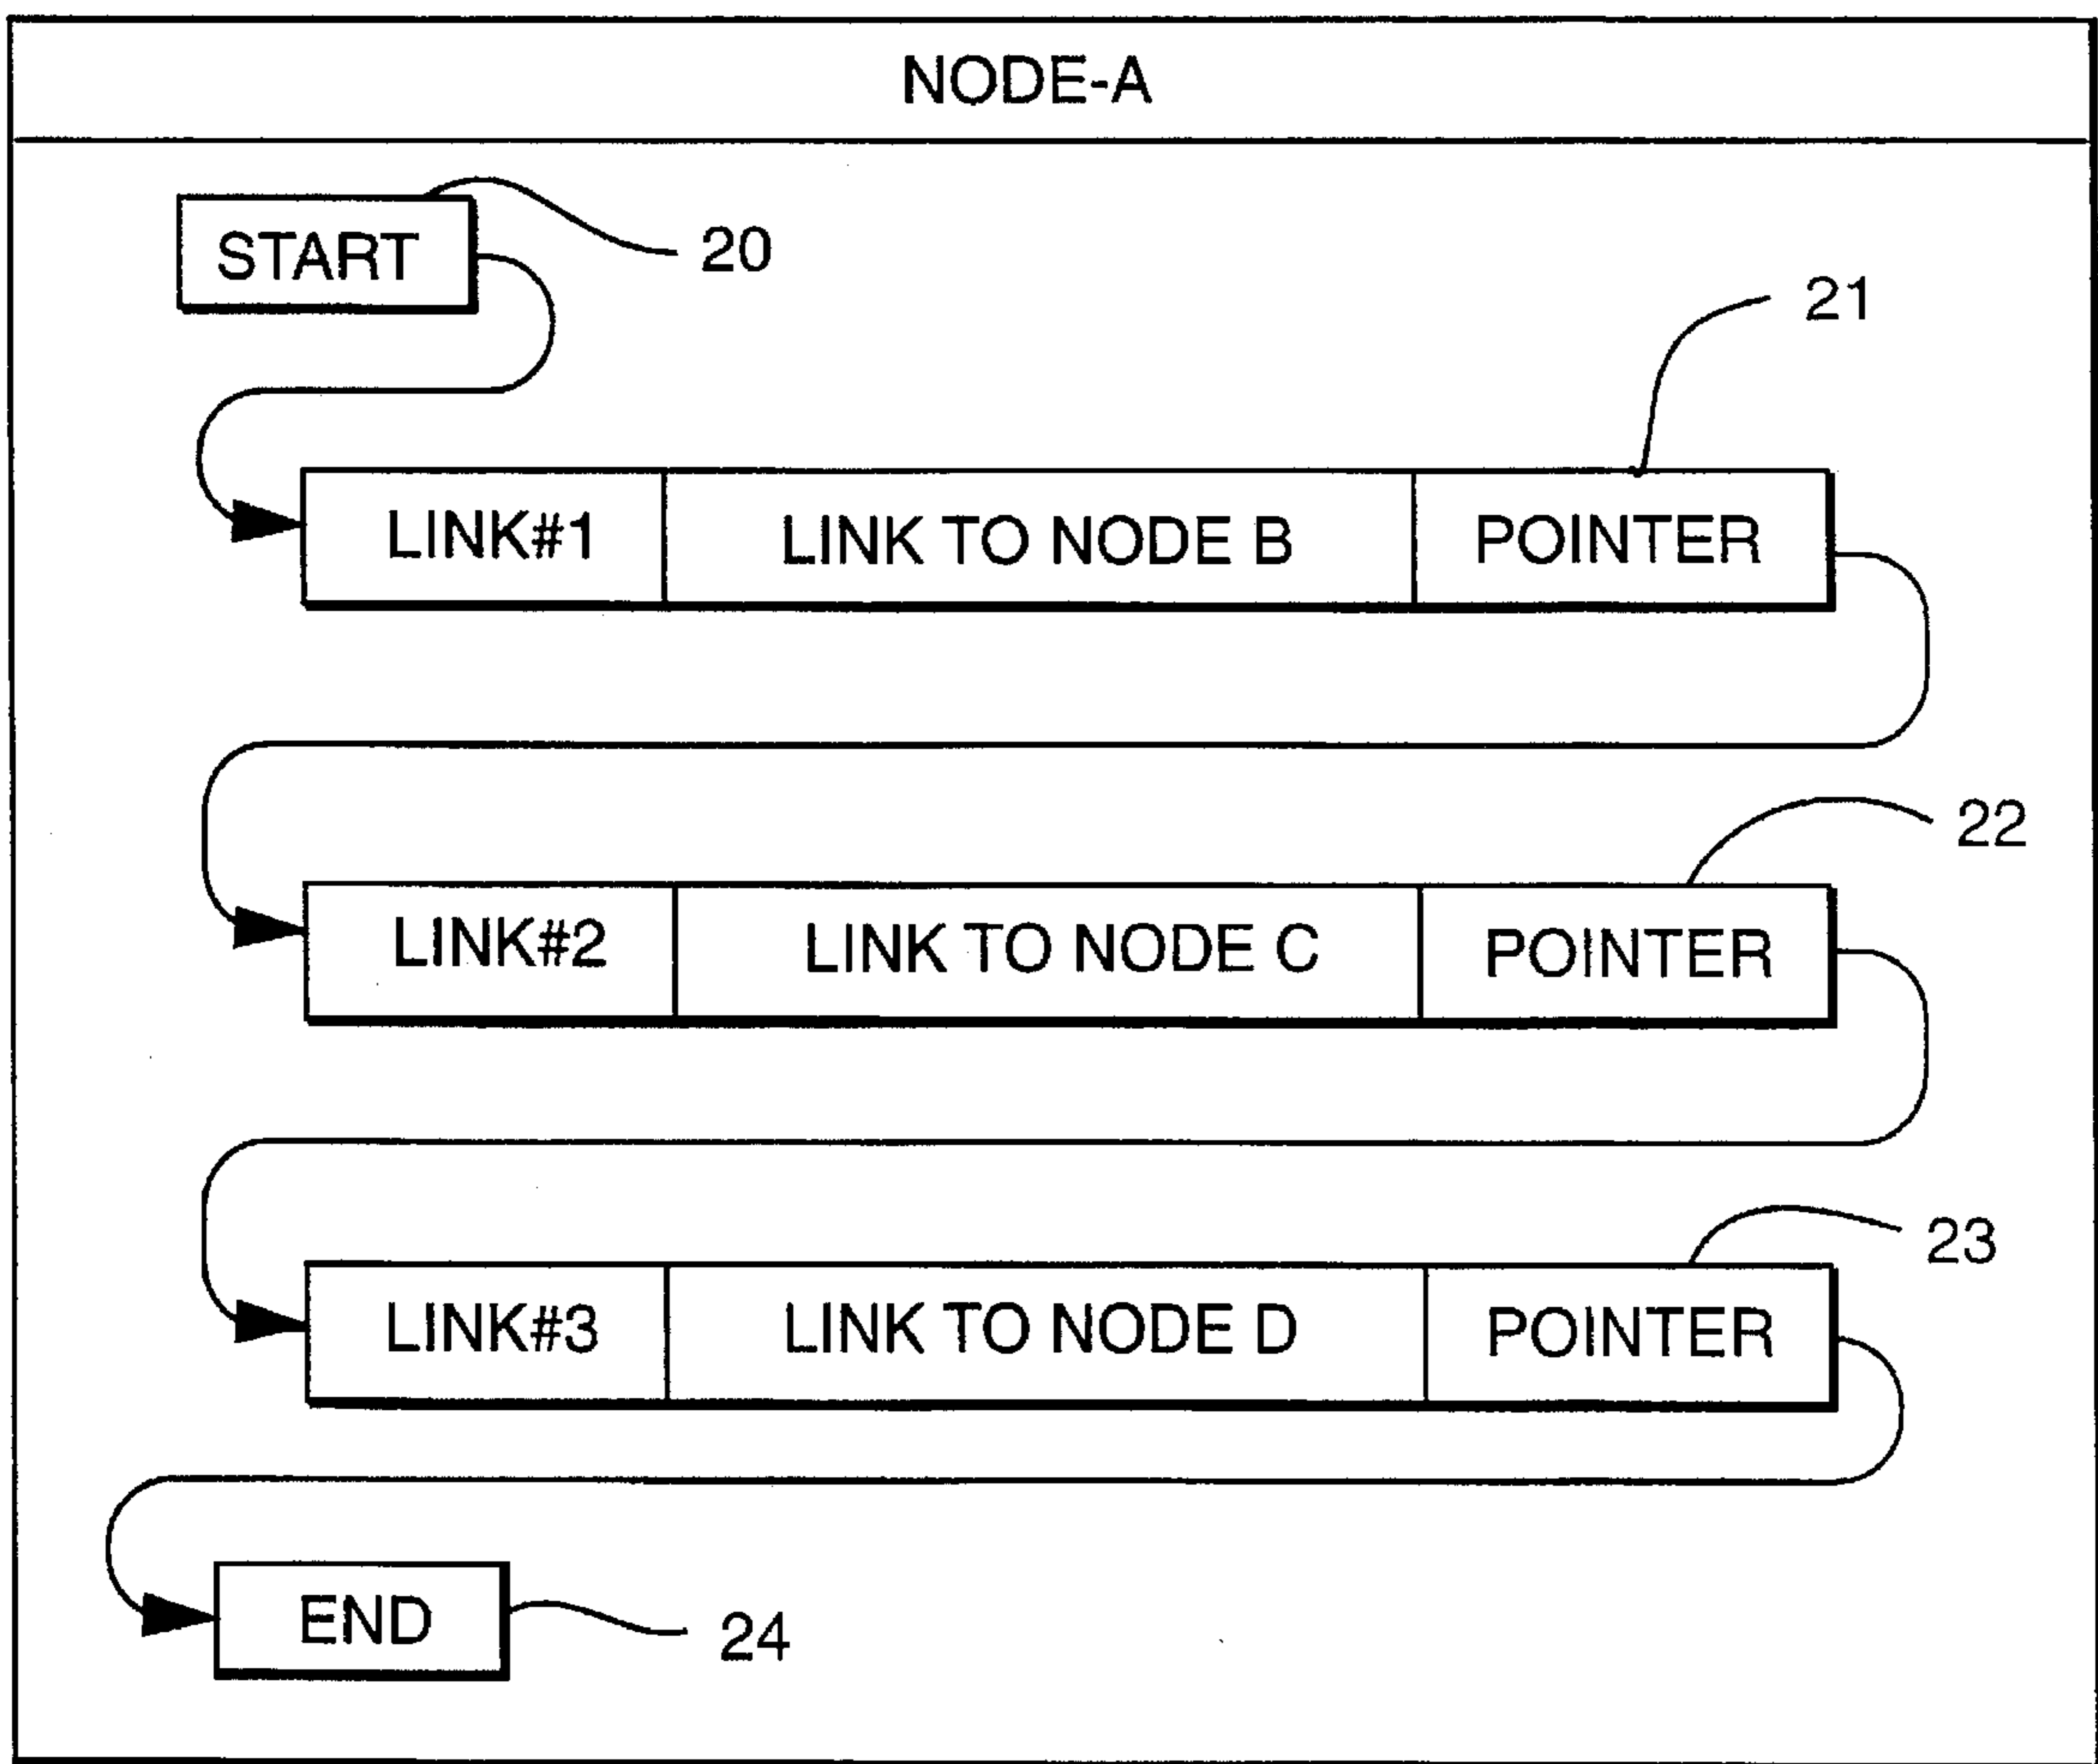 NODE-A
START
20
21
LINK#1 LINK TO NODE B POINTER
22
LINK#2 LINK TO NODE C POINTER
23
LINK#3 LINK TO NODE D POINTER
END
24